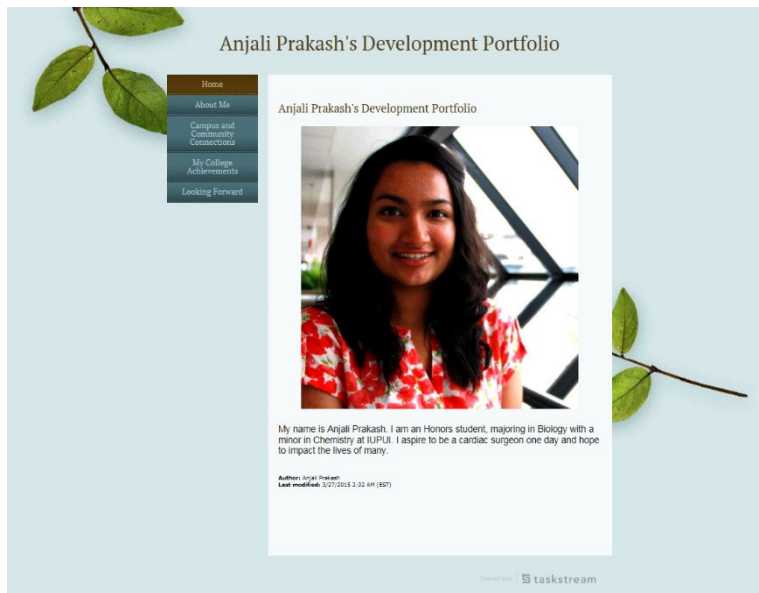 Anjali Prakash's Development Portfolio
Home
About Me
Campus and
Community
Connections
My College
Achievements
Looking Forward
Anjali Prakash's Development Portfolio
My name is Anjali Prakash. I am an Honors student, majoring in Biology with a
minor in Chemistry at IUPUI. I aspire to be a cardiac surgeon one day and hope
to impact the lives of many.
Author: Anjali Prakash
Last modified: 3/27/2015 2:32 AM (EST)
taskstream